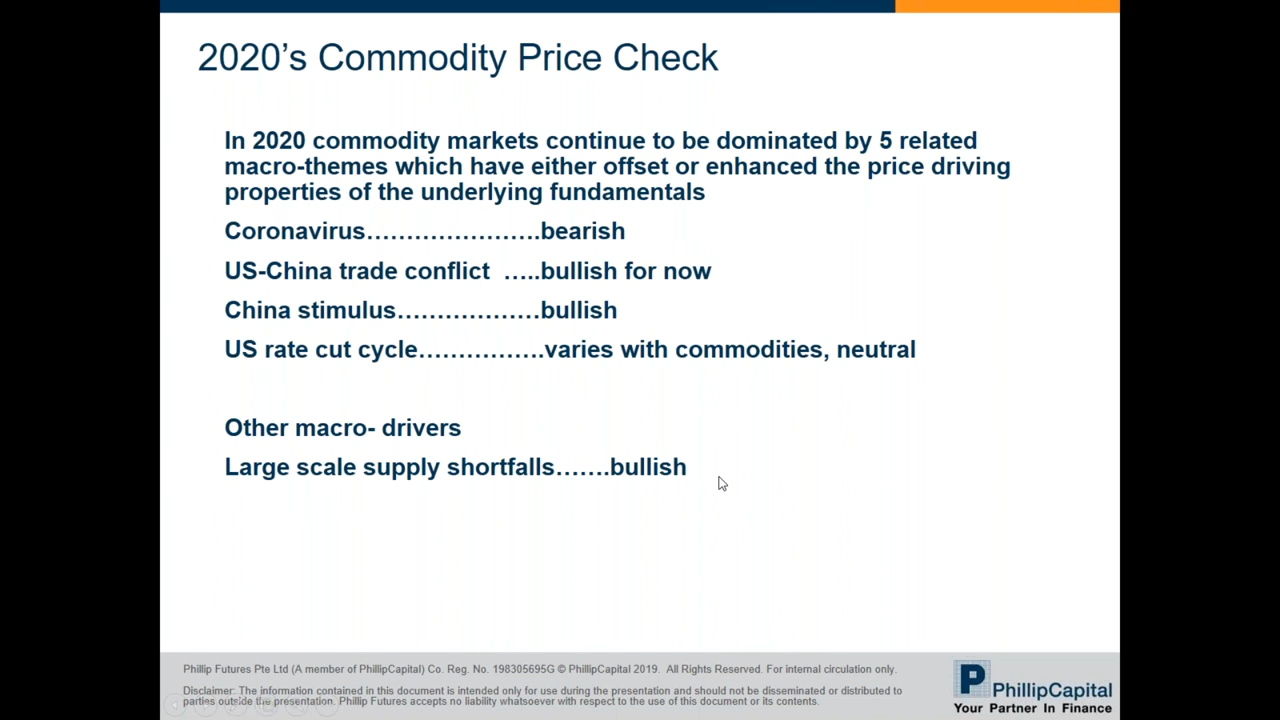 2020’s Commodity Price Check
In 2020 commodity markets continue to be dominated by 5 related
macro-themes which have either offset or enhanced the price driving
properties of the underlying fundamentals
Coronavirus………………….bearish
US-China trade conflict …..bullish for now
China stimulus………………bullish
US rate cut cycle…………….varies with commodities, neutral
Other macro- drivers
Large scale supply shortfalls…….bullish
Phillip Futures Pte Ltd (A member of PhillipCapital) Co. Reg. No. 198305695G © PhillipCapital 2019. All Rights Reserved. For internal circulation only.
Disclaimer: The information contained in this document is intended only for use during the presentation and should not be disseminated or distributed to
parties outside the presentation. Phillip Futures accepts no liability whatsoever with respect to the use of this document or its contents.
PhillipCapital
Your Partner In Finance